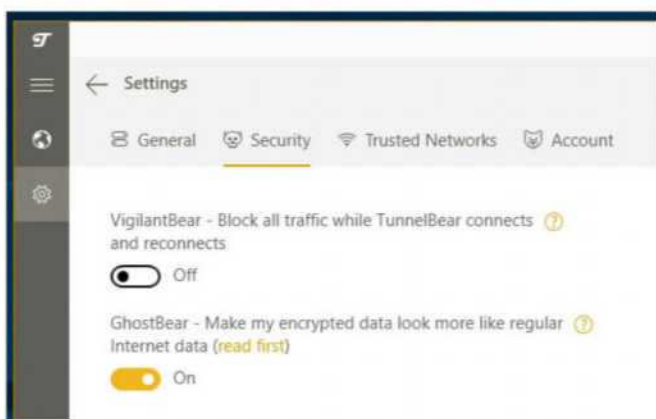 Settings
General Security Trusted Networks Account
VigilantBear - Block all traffic while TunnelBear connects ?
and reconnects
Off
GhostBear - Make my encrypted data look more like regular ?
Internet data (read first)
On